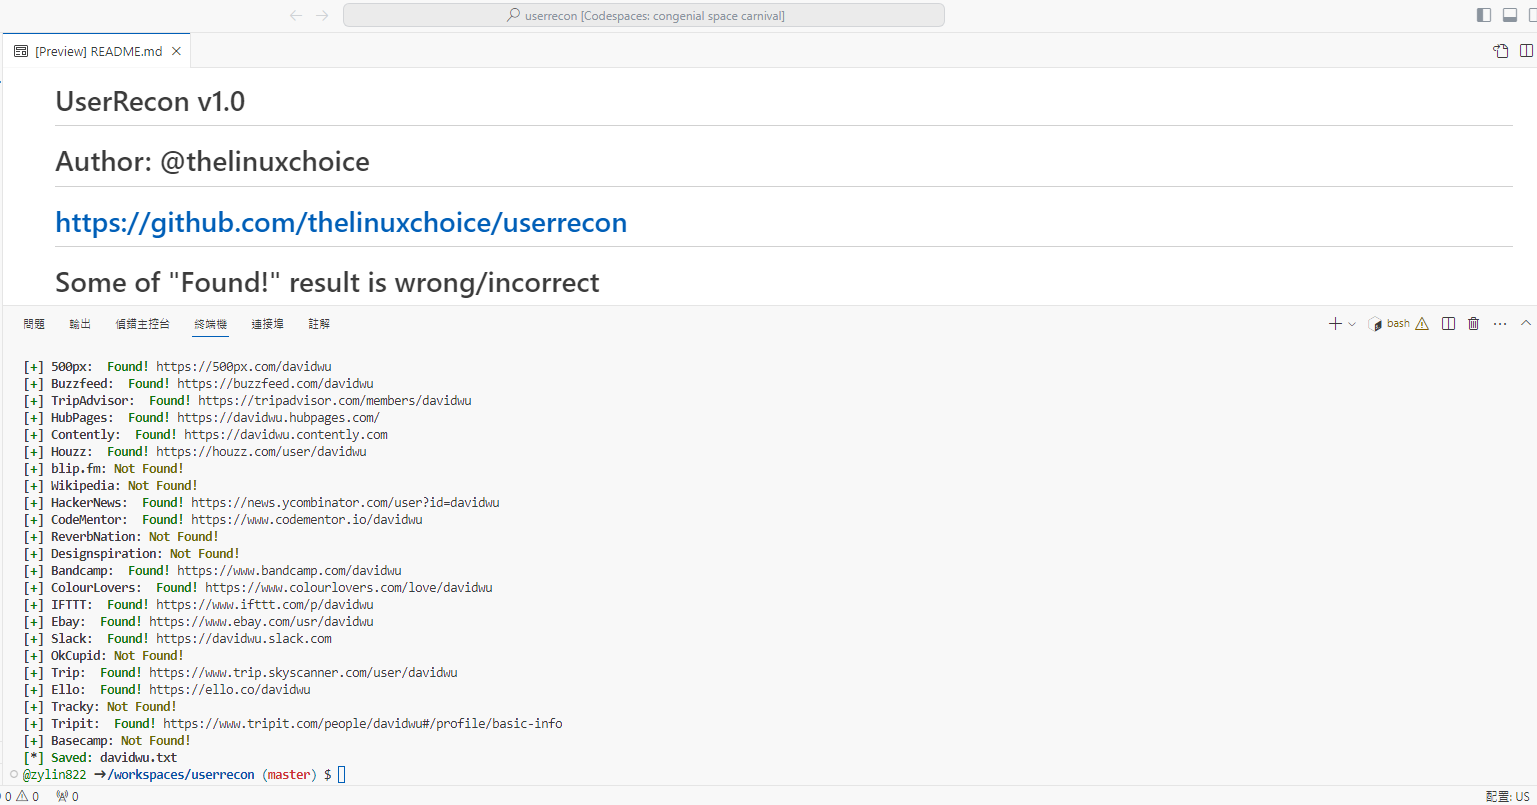 userrecon [Codespaces: congenial space carnival]
[Preview] README.md
UserRecon v1.0
Author: @thelinuxchoice
https://github.com/thelinuxchoice/userrecon
Some of "Found!" result is wrong/incorrect
問題 輸出 偵錯主控台 終端機 連接埠 註解
bash
[+] 500px:  Found! https://500px.com/davidwu
[+] Buzzfeed:  Found! https://buzzfeed.com/davidwu
[+] TripAdvisor:  Found! https://tripadvisor.com/members/davidwu
[+] HubPages:  Found! https://davidwu.hubpages.com/
[+] Contently:  Found! https://davidwu.contently.com
[+] Houzz:  Found! https://houzz.com/user/davidwu
[+] blip.fm: Not Found!
[+] Wikipedia: Not Found!
[+] HackerNews:  Found! https://news.ycombinator.com/user?id=davidwu
[+] CodeMentor:  Found! https://www.codementor.io/davidwu
[+] ReverbNation: Not Found!
[+] Designspiration: Not Found!
[+] Bandcamp:  Found! https://www.bandcamp.com/davidwu
[+] ColourLovers:  Found! https://www.colourlovers.com/love/davidwu
[+] IFTTT:  Found! https://www.ifttt.com/p/davidwu
[+] Ebay:  Found! https://www.ebay.com/usr/davidwu
[+] Slack:  Found! https://davidwu.slack.com
[+] OkCupid: Not Found!
[+] Trip:  Found! https://www.trip.skyscanner.com/user/davidwu
[+] Ello:  Found! https://ello.co/davidwu
[+] Tracky: Not Found!
[+] Tripit:  Found! https://www.tripit.com/people/davidwu#/profile/basic-info
[+] Basecamp: Not Found!
[*] Saved: davidwu.txt
@zylin822 ➜/workspaces/userrecon (master) $
0 0 0 配置: US